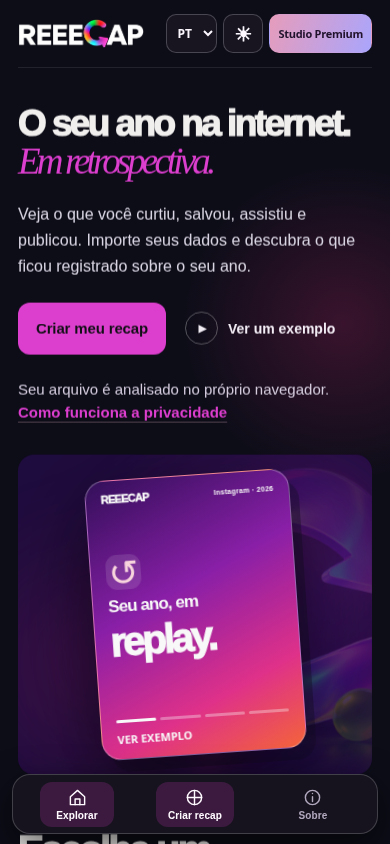 REEECAP
PT
Studio Premium
O seu ano na internet.
Em retrospectiva.
Veja o que você curtiu, salvou, assistiu e
publicou. Importe seus dados e descubra o que
ficou registrado sobre o seu ano.
Criar meu recap
Ver um exemplo
Seu arquivo é analisado no próprio navegador.
Como funciona a privacidade
REEECAP
Instagram · 2026
Seu ano, em
replay.
VER EXEMPLO
Explorar
Criar recap
Sobre
Escolha um